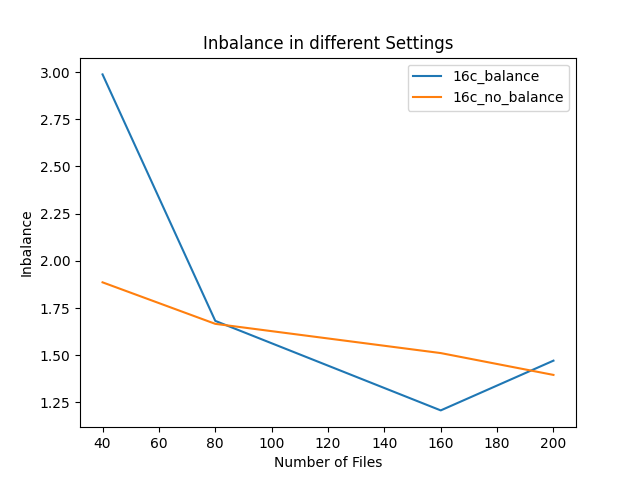 Inbalance in different Settings
16c_balance
16c_no_balance
3.00
2.75
2.50
2.25
2.00
1.75
1.50
1.25
Inbalance
40 60 80 100 120 140 160 180 200
Number of Files